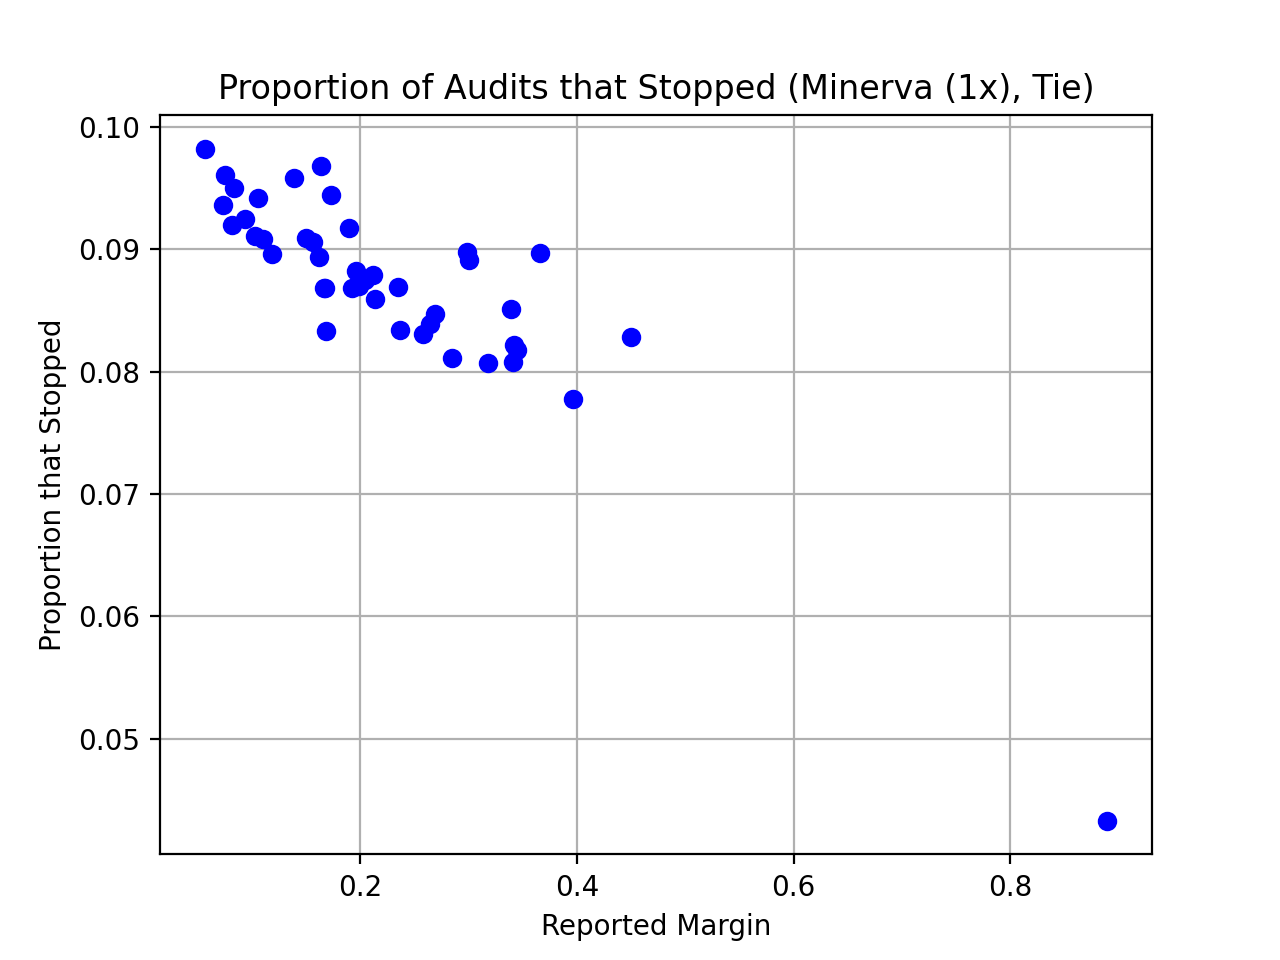 Proportion of Audits that Stopped (Minerva (1x), Tie)
0.10
0.09
0.08
0.07
0.06
0.05
Proportion that Stopped
0.2 0.4 0.6 0.8
Reported Margin